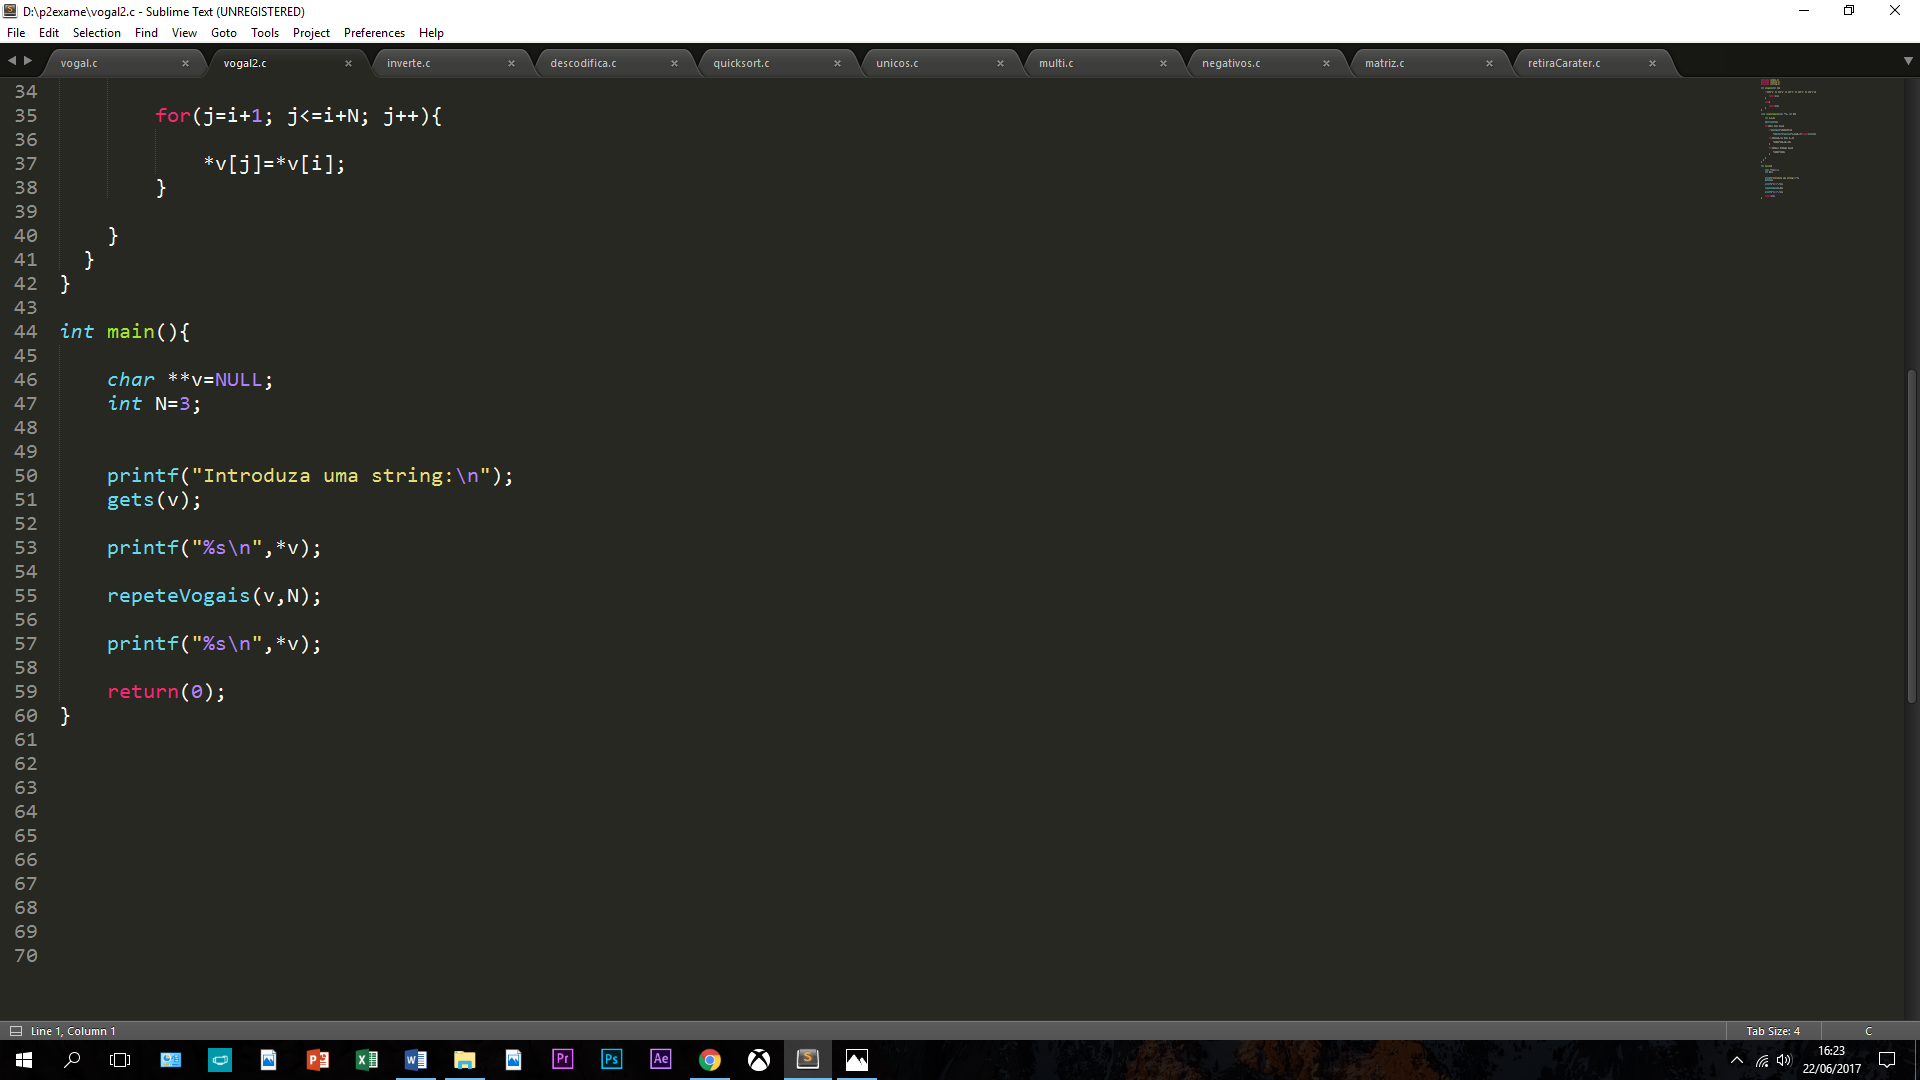 D:\p2exame\vogal2.c - Sublime Text (UNREGISTERED)
File Edit Selection Find View Goto Tools Project Preferences Help
vogal.c vogal2.c inverte.c descodifica.c quicksort.c unicos.c multi.c negativos.c matriz.c retiraCarater.c
34
35 for(j=i+1; j<=i+N; j++){
36
37 *v[j]=*v[i];
38 }
39
40 }
41 }
42 }
43
44 int main(){
45
46 char **v=NULL;
47 int N=3;
48
49
50 printf("Introduza uma string:\n");
51 gets(v);
52
53 printf("%s\n",*v);
54
55 repeteVogais(v,N);
56
57 printf("%s\n",*v);
58
59 return(0);
60 }
61
62
63
64
65
66
67
68
69
70
Line 1, Column 1 Tab Size: 4 C
Pr Ps Ae
16:23
22/06/2017